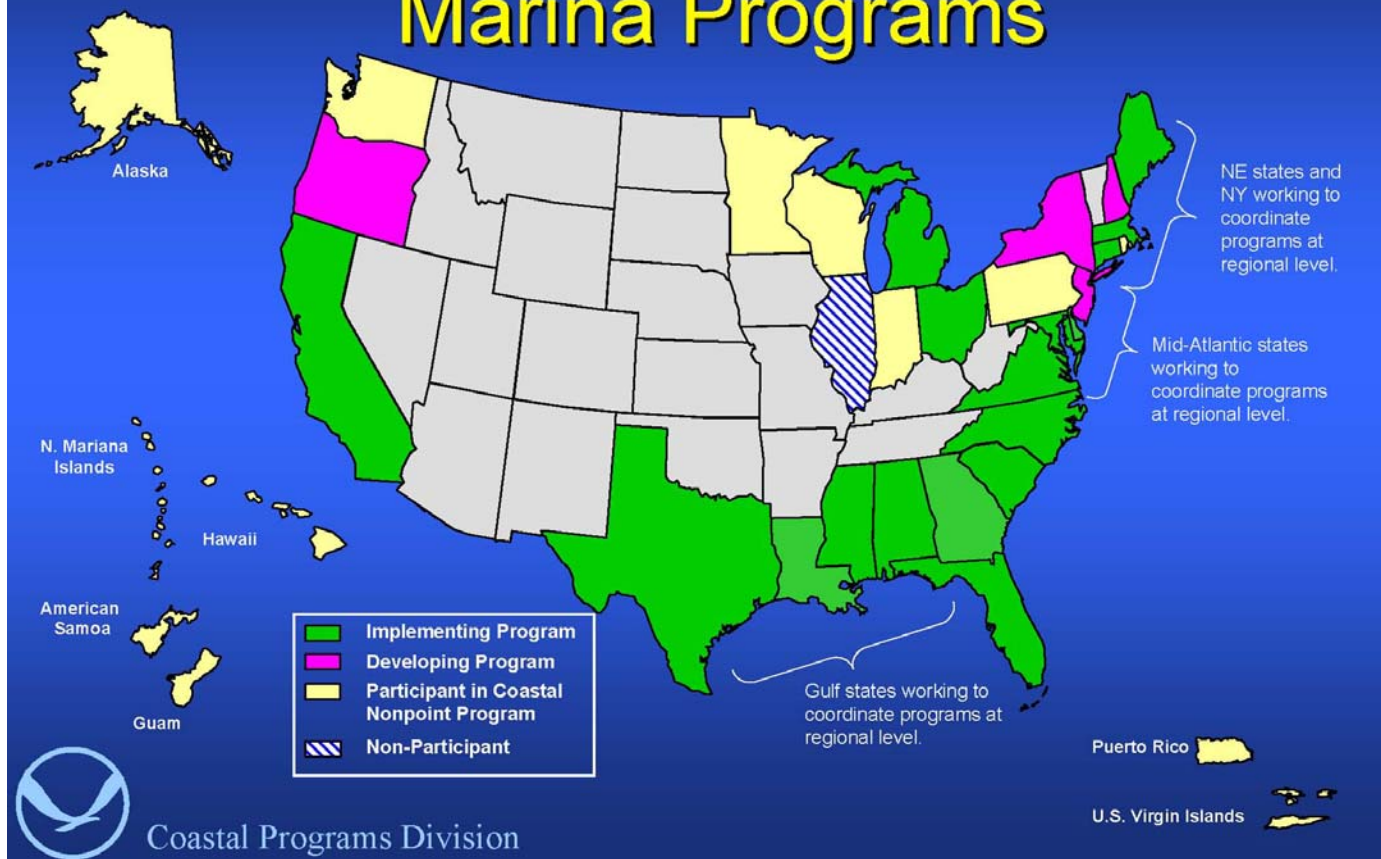 Marina Programs
Alaska
NE states and
NY working to
coordinate
programs at
regional level.
Mid-Atlantic states
working to
coordinate programs
at regional level.
N. Mariana
Islands
Hawaii
American
Samoa
Guam
Implementing Program
Developing Program
Participant in Coastal
Nonpoint Program
Non-Participant
Gulf states working to
coordinate programs at
regional level.
Puerto Rico
U.S. Virgin Islands
Coastal Programs Division